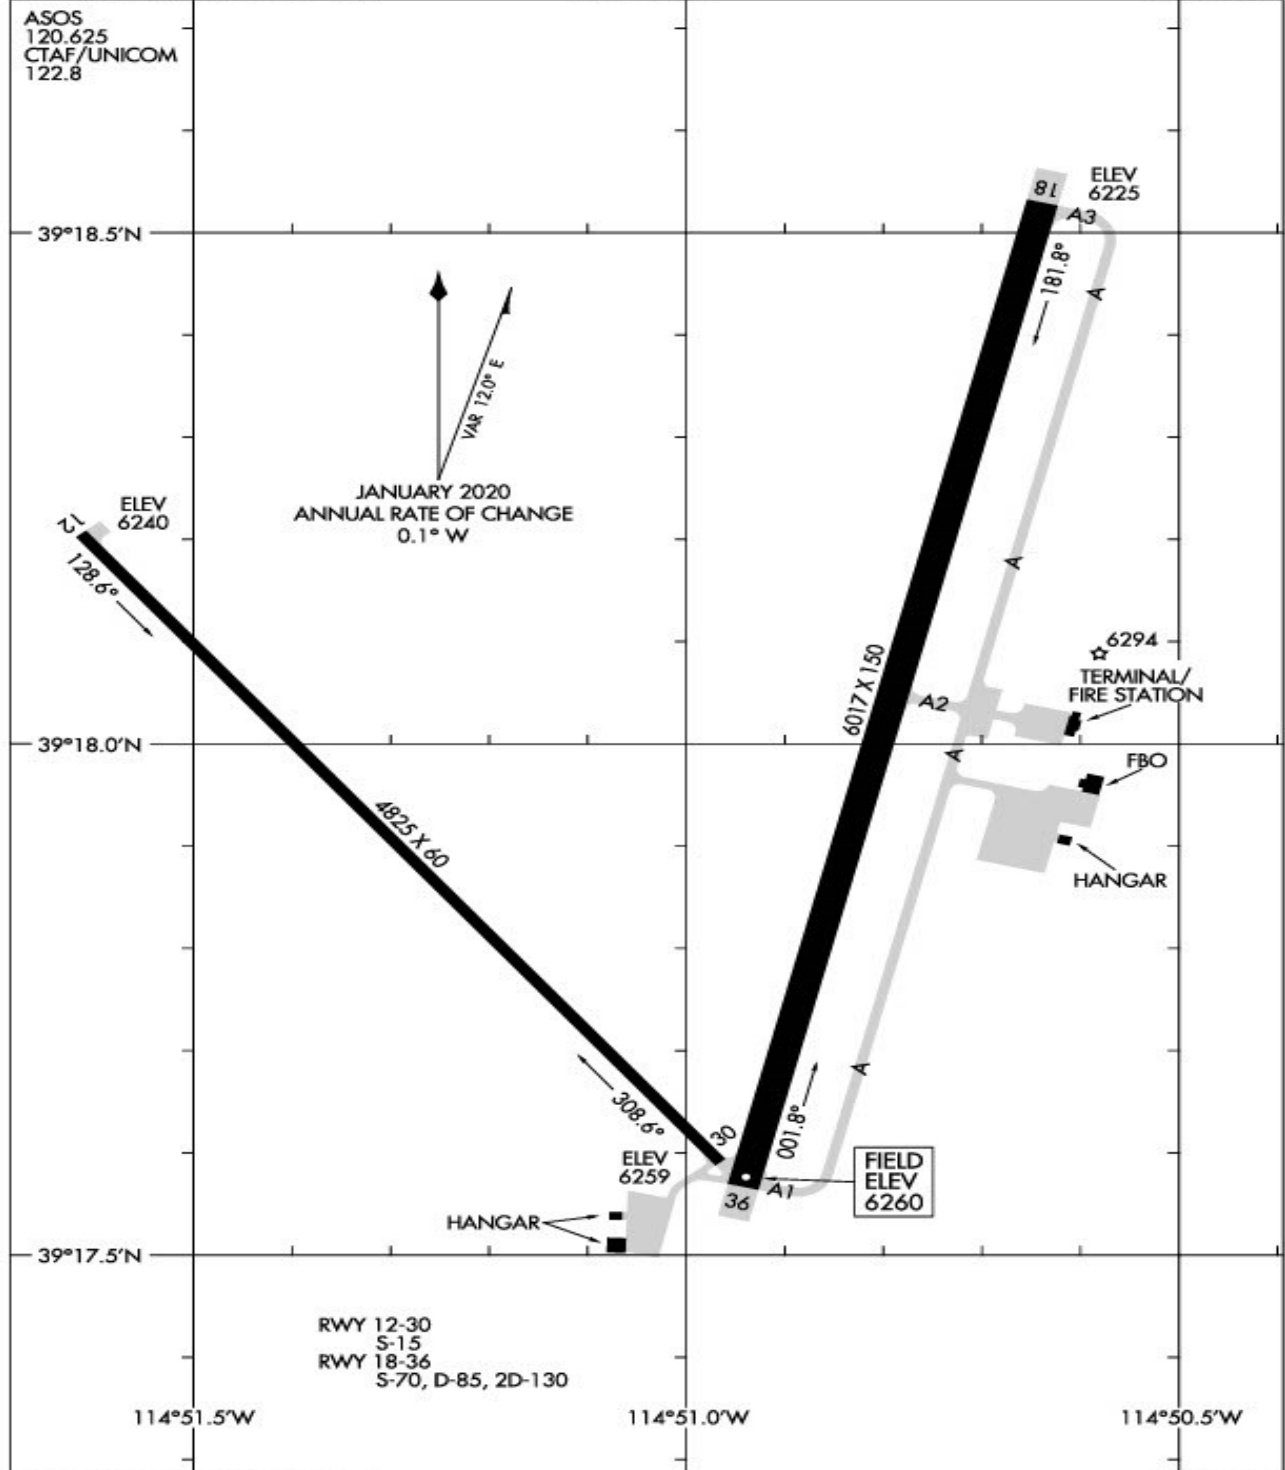 ASOS
120.625
CTAF/UNICOM
122.8
ELEV
6225
18
A3
39°18.5'N
181.8°
A
VAR 12.0° E
JANUARY 2020
ANNUAL RATE OF CHANGE
0.1° W
ELEV
6240
12
128.6°
A
6294
TERMINAL/
FIRE STATION
6017 X 150
A2
39°18.0'N
A
FBO
4825 X 60
HANGAR
A
308.6°
30
001.8°
ELEV
6259
FIELD
ELEV
6260
A1
36
HANGAR
39°17.5'N
RWY 12-30
S-15
RWY 18-36
S-70, D-85, 2D-130
114°51.5'W
114°51.0'W
114°50.5'W